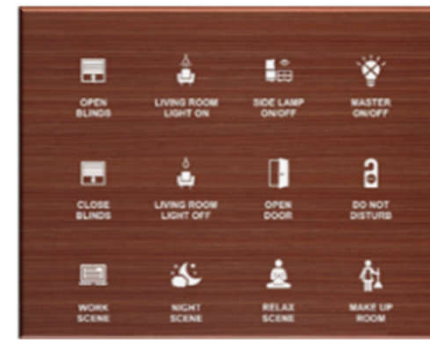 OPEN
BLINDS
LIVING ROOM
LIGHT ON
SIDE LAMP
ON/OFF
MASTER
ON/OFF
CLOSE
BLINDS
LIVING ROOM
LIGHT OFF
OPEN
DOOR
DO NOT
DISTURB
WORK
SCENE
NIGHT
SCENE
RELAX
SCENE
MAKE UP
ROOM